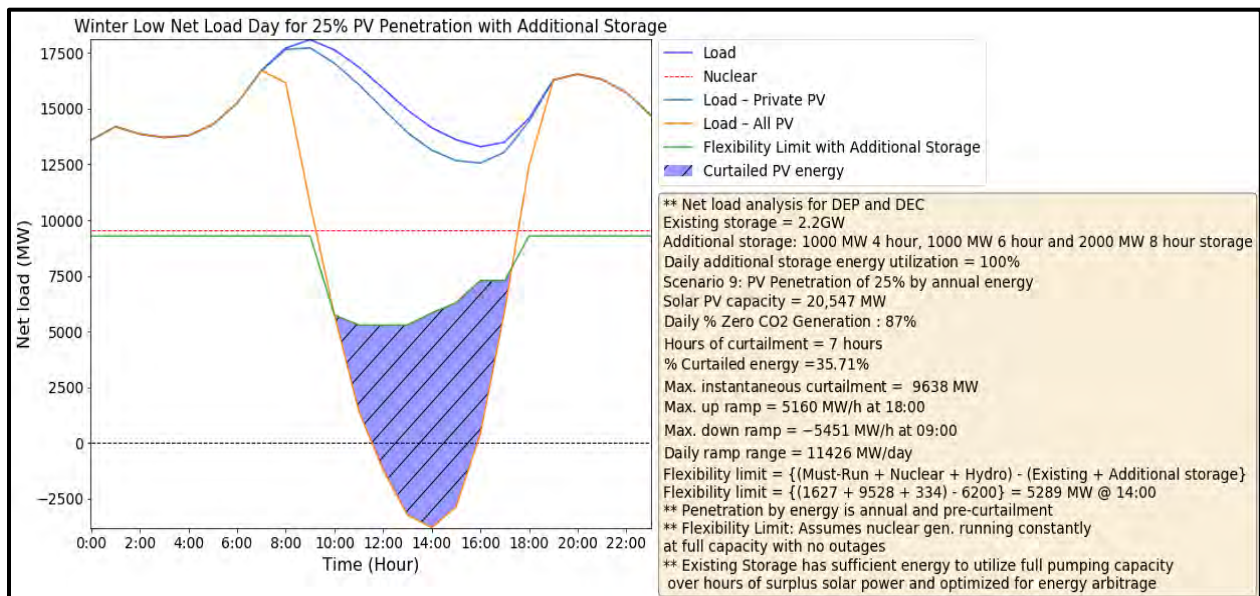 Winter Low Net Load Day for 25% PV Penetration with Additional Storage
Net load (MW)
17500
15000
12500
10000
7500
5000
2500
0
−2500
0:00
2:00
4:00
6:00
8:00
10:00
12:00
14:00
16:00
18:00
20:00
22:00
Time (Hour)
Load
Nuclear
Load – Private PV
Load – All PV
Flexibility Limit with Additional Storage
Curtailed PV energy
** Net load analysis for DEP and DEC
Existing storage = 2.2GW
Additional storage: 1000 MW 4 hour, 1000 MW 6 hour and 2000 MW 8 hour storage
Daily additional storage energy utilization = 100%
Scenario 9: PV Penetration of 25% by annual energy
Solar PV capacity = 20,547 MW
Daily % Zero CO2 Generation : 87%
Hours of curtailment = 7 hours
% Curtailed energy =35.71%
Max. instantaneous curtailment =  9638 MW
Max. up ramp = 5160 MW/h at 18:00
Max. down ramp = −5451 MW/h at 09:00
Daily ramp range = 11426 MW/day
Flexibility limit = {(Must-Run + Nuclear + Hydro) - (Existing + Additional storage}
Flexibility limit = {(1627 + 9528 + 334) - 6200} = 5289 MW @ 14:00
** Penetration by energy is annual and pre-curtailment
** Flexibility Limit: Assumes nuclear gen. running constantly
at full capacity with no outages
** Existing Storage has sufficient energy to utilize full pumping capacity
over hours of surplus solar power and optimized for energy arbitrage